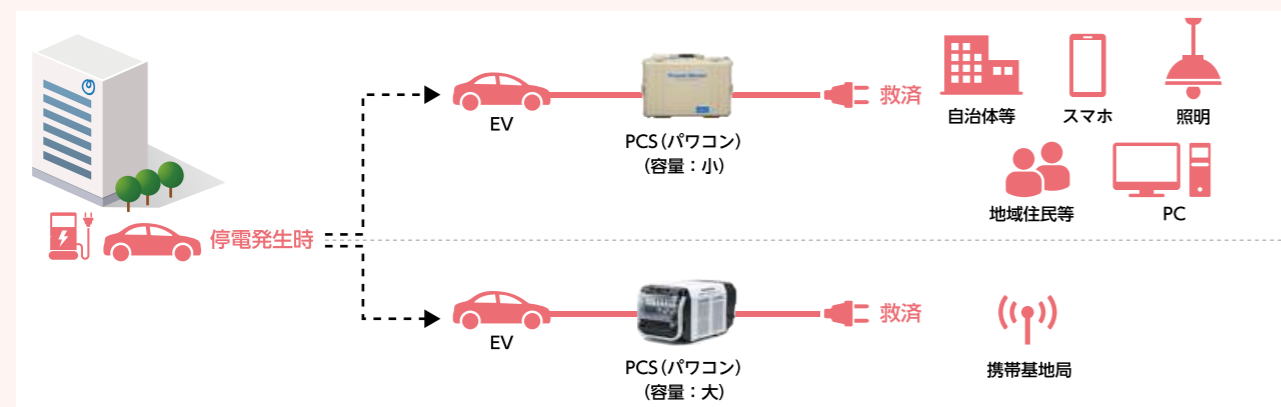 停電発生時
EV
PCS(パワコン)
(容量：小)
救済
自治体等
スマホ
照明
地域住民等
PC
EV
PCS(パワコン)
(容量：大)
救済
携帯基地局